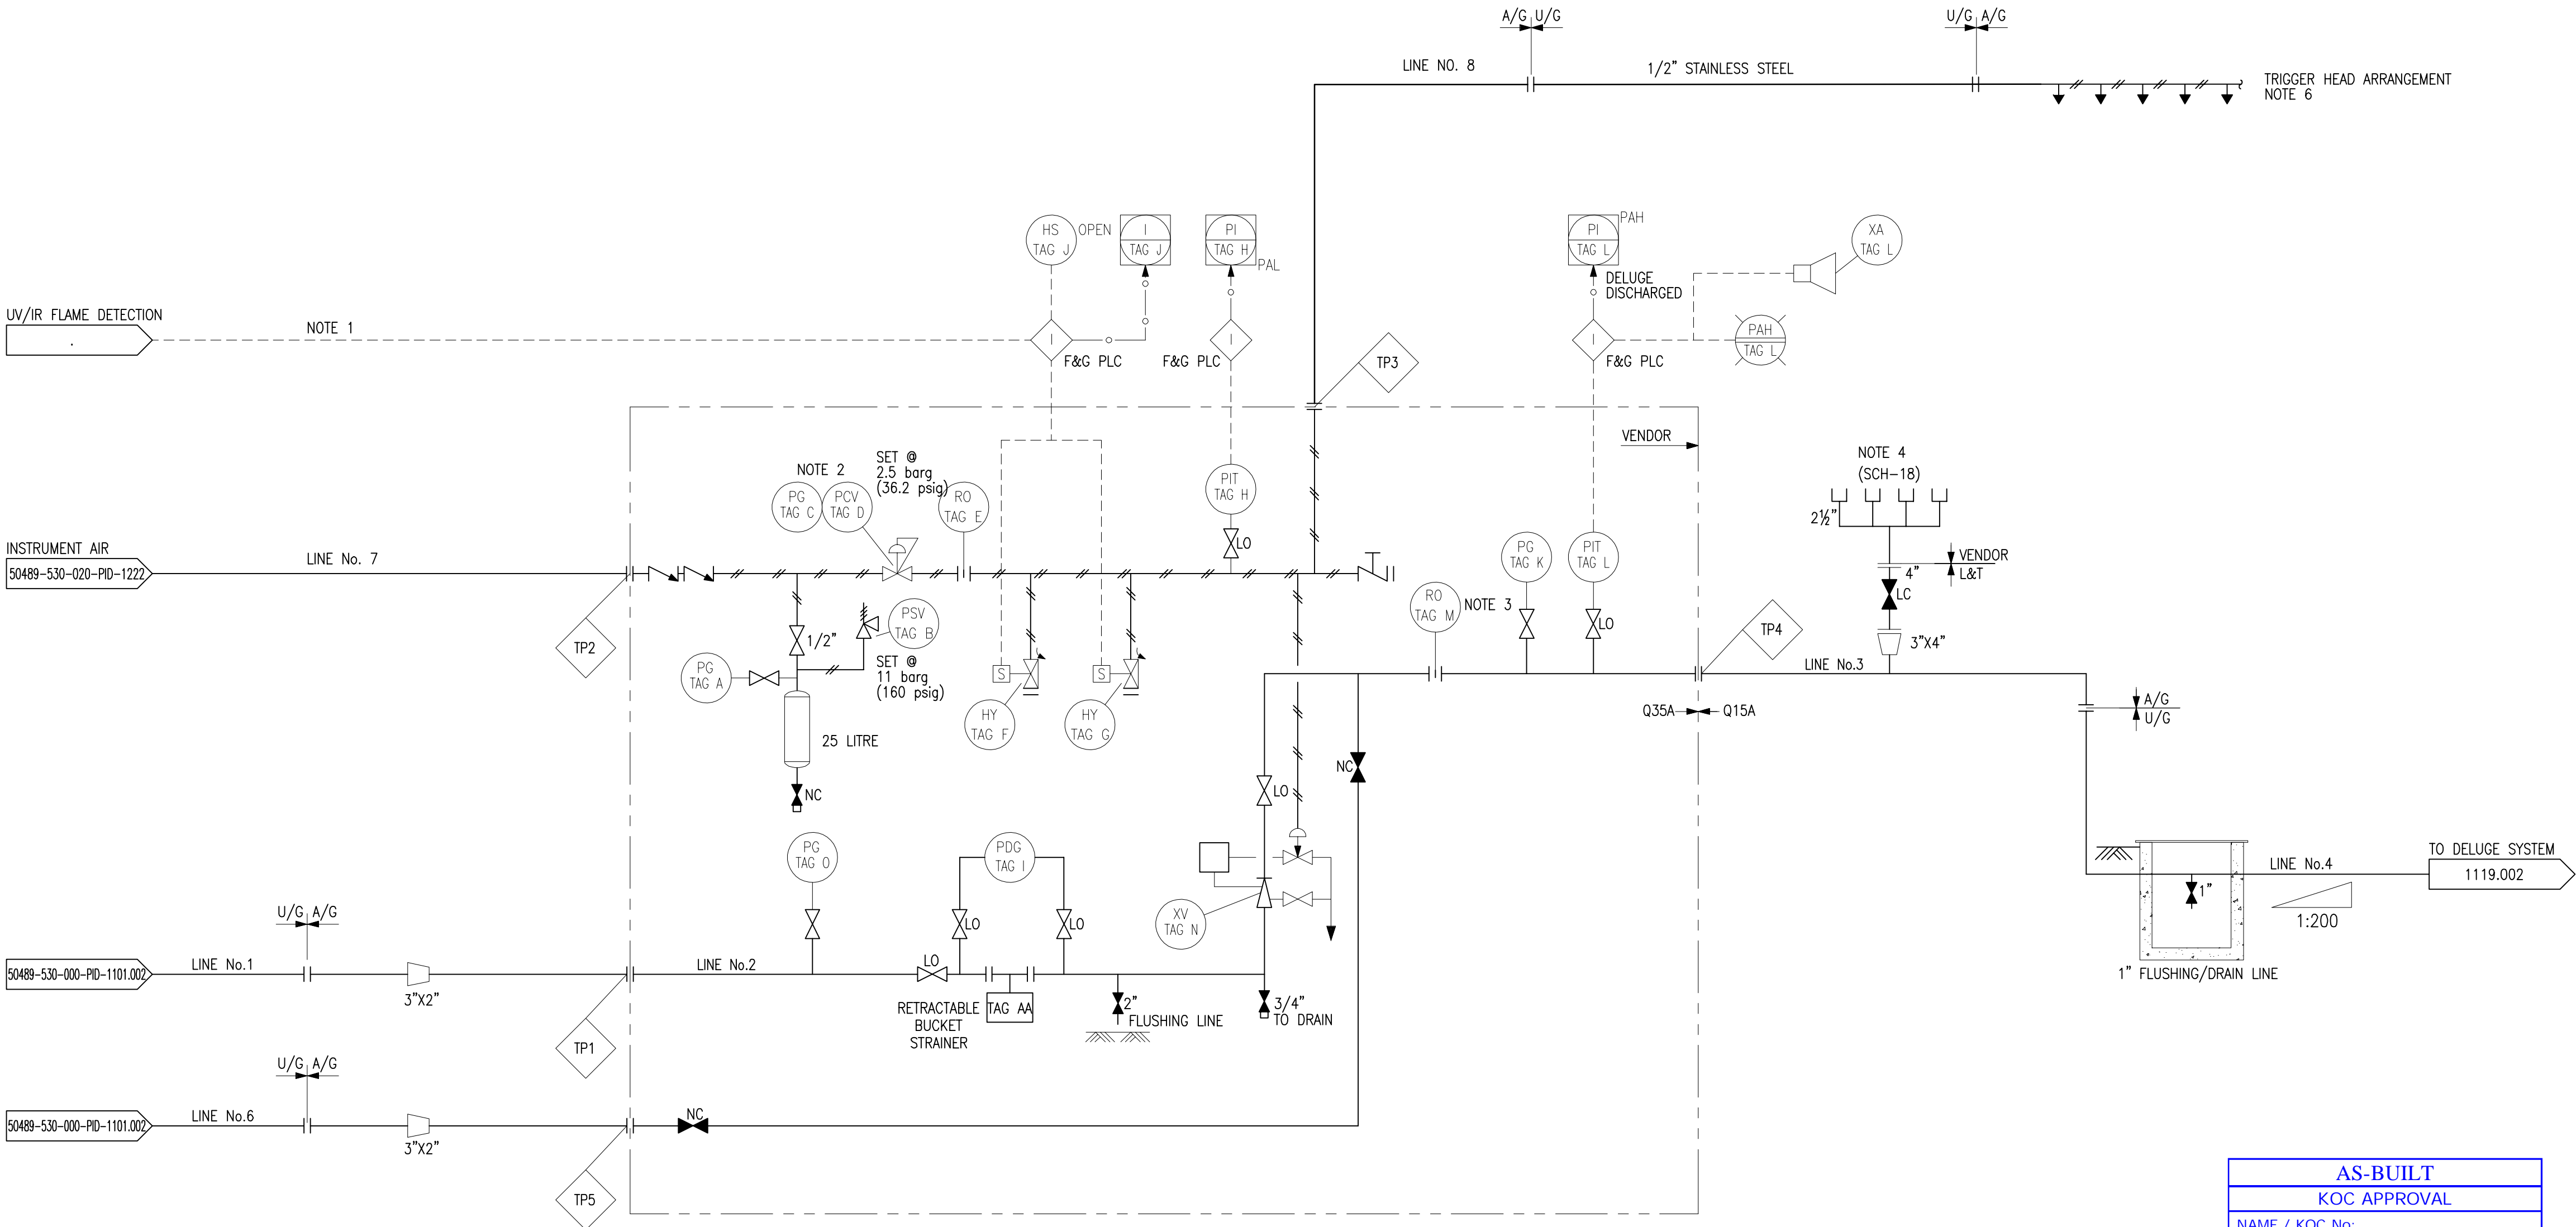 A/G U/G
U/G A/G
LINE NO. 8
1/2" STAINLESS STEEL
TRIGGER HEAD ARRANGEMENT
NOTE 6
HS
TAG J
OPEN
I
TAG J
PI
TAG H
PAL
PI
TAG L
PAH
XA
TAG L
DELUGE
DISCHARGED
UV/IR FLAME DETECTION
.
NOTE 1
I
F&G PLC
I
F&G PLC
I
F&G PLC
PAH
TAG L
TP3
VENDOR
NOTE 2
SET @
2.5 barg
(36.2 psig)
PG
TAG C
PCV
TAG D
RO
TAG E
PIT
TAG H
LO
NOTE 4
(SCH-18)
2½"
INSTRUMENT AIR
50489-530-020-PID-1222
LINE No. 7
TP2
1/2"
PSV
TAG B
SET @
11 barg
(160 psig)
PG
TAG A
25 LITRE
NC
S
S
HY
TAG F
HY
TAG G
RO
TAG M
NOTE 3
PG
TAG K
PIT
TAG L
LO
TP4
VENDOR
L&T
4"
LC
3"X4"
LINE No.3
Q35A
Q15A
A/G
U/G
NC
LO
PG
TAG O
PDG
TAG I
XV
TAG N
TO DELUGE SYSTEM
1119.002
LINE No.4
1"
1:200
1" FLUSHING/DRAIN LINE
U/G A/G
50489-530-000-PID-1101.002
LINE No.1
3"X2"
TP1
LINE No.2
LO
LO
LO
RETRACTABLE
BUCKET
STRAINER
TAG AA
2"
FLUSHING LINE
3/4"
TO DRAIN
U/G A/G
50489-530-000-PID-1101.002
LINE No.6
3"X2"
TP5
NC
AS-BUILT
KOC APPROVAL
NAME / KOC No: